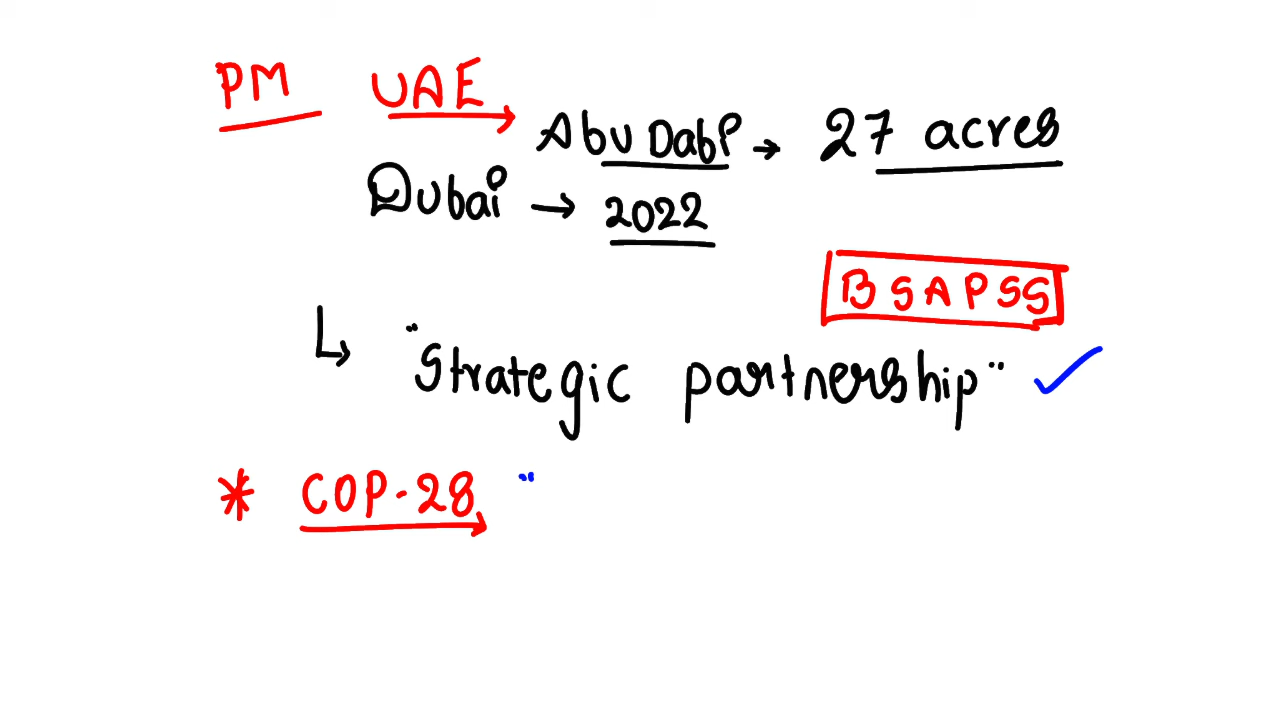 PM UAE → Abu Dabi → 27 acres
Dubai → 2022
BSAPSS
↳ "Strategic partnership" ✓
* COP-28 "